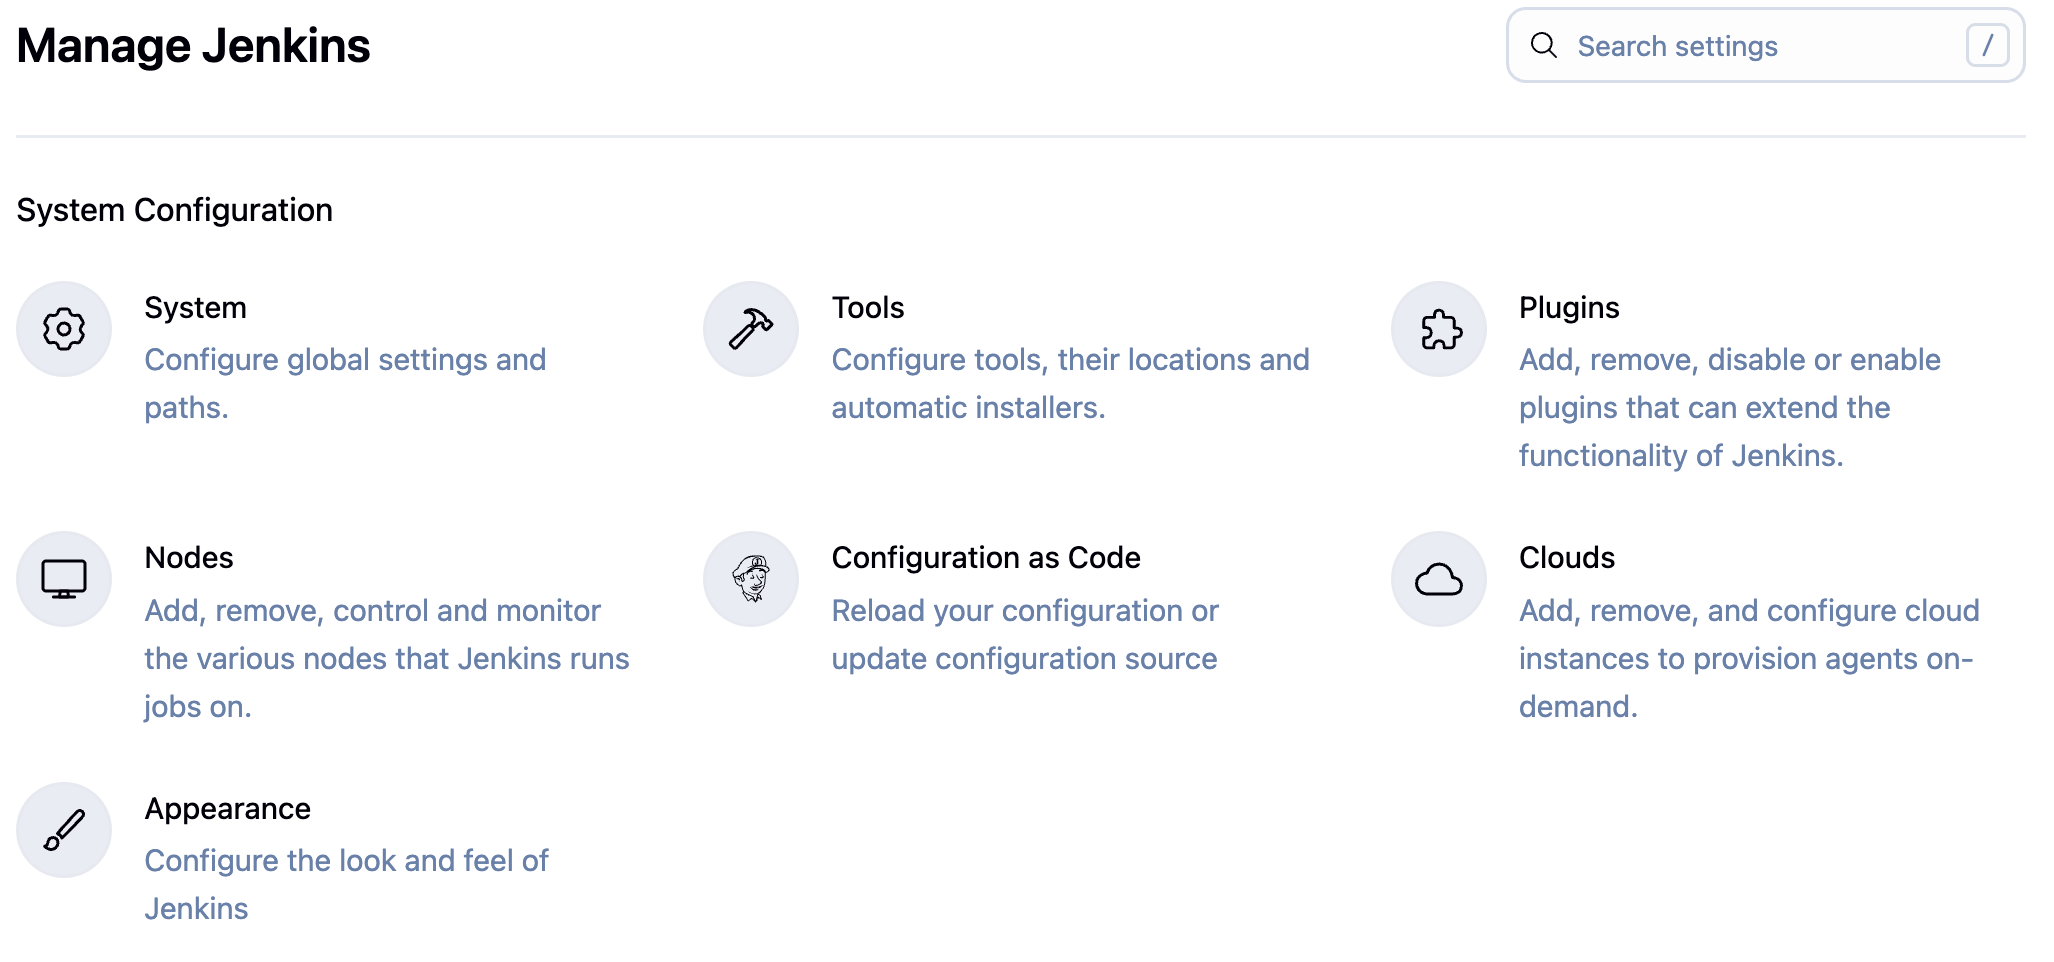 Manage Jenkins
Search settings
/
System Configuration
System
Configure global settings and
paths.
Tools
Configure tools, their locations and
automatic installers.
Plugins
Add, remove, disable or enable
plugins that can extend the
functionality of Jenkins.
Nodes
Add, remove, control and monitor
the various nodes that Jenkins runs
jobs on.
Configuration as Code
Reload your configuration or
update configuration source
Clouds
Add, remove, and configure cloud
instances to provision agents on-
demand.
Appearance
Configure the look and feel of
Jenkins